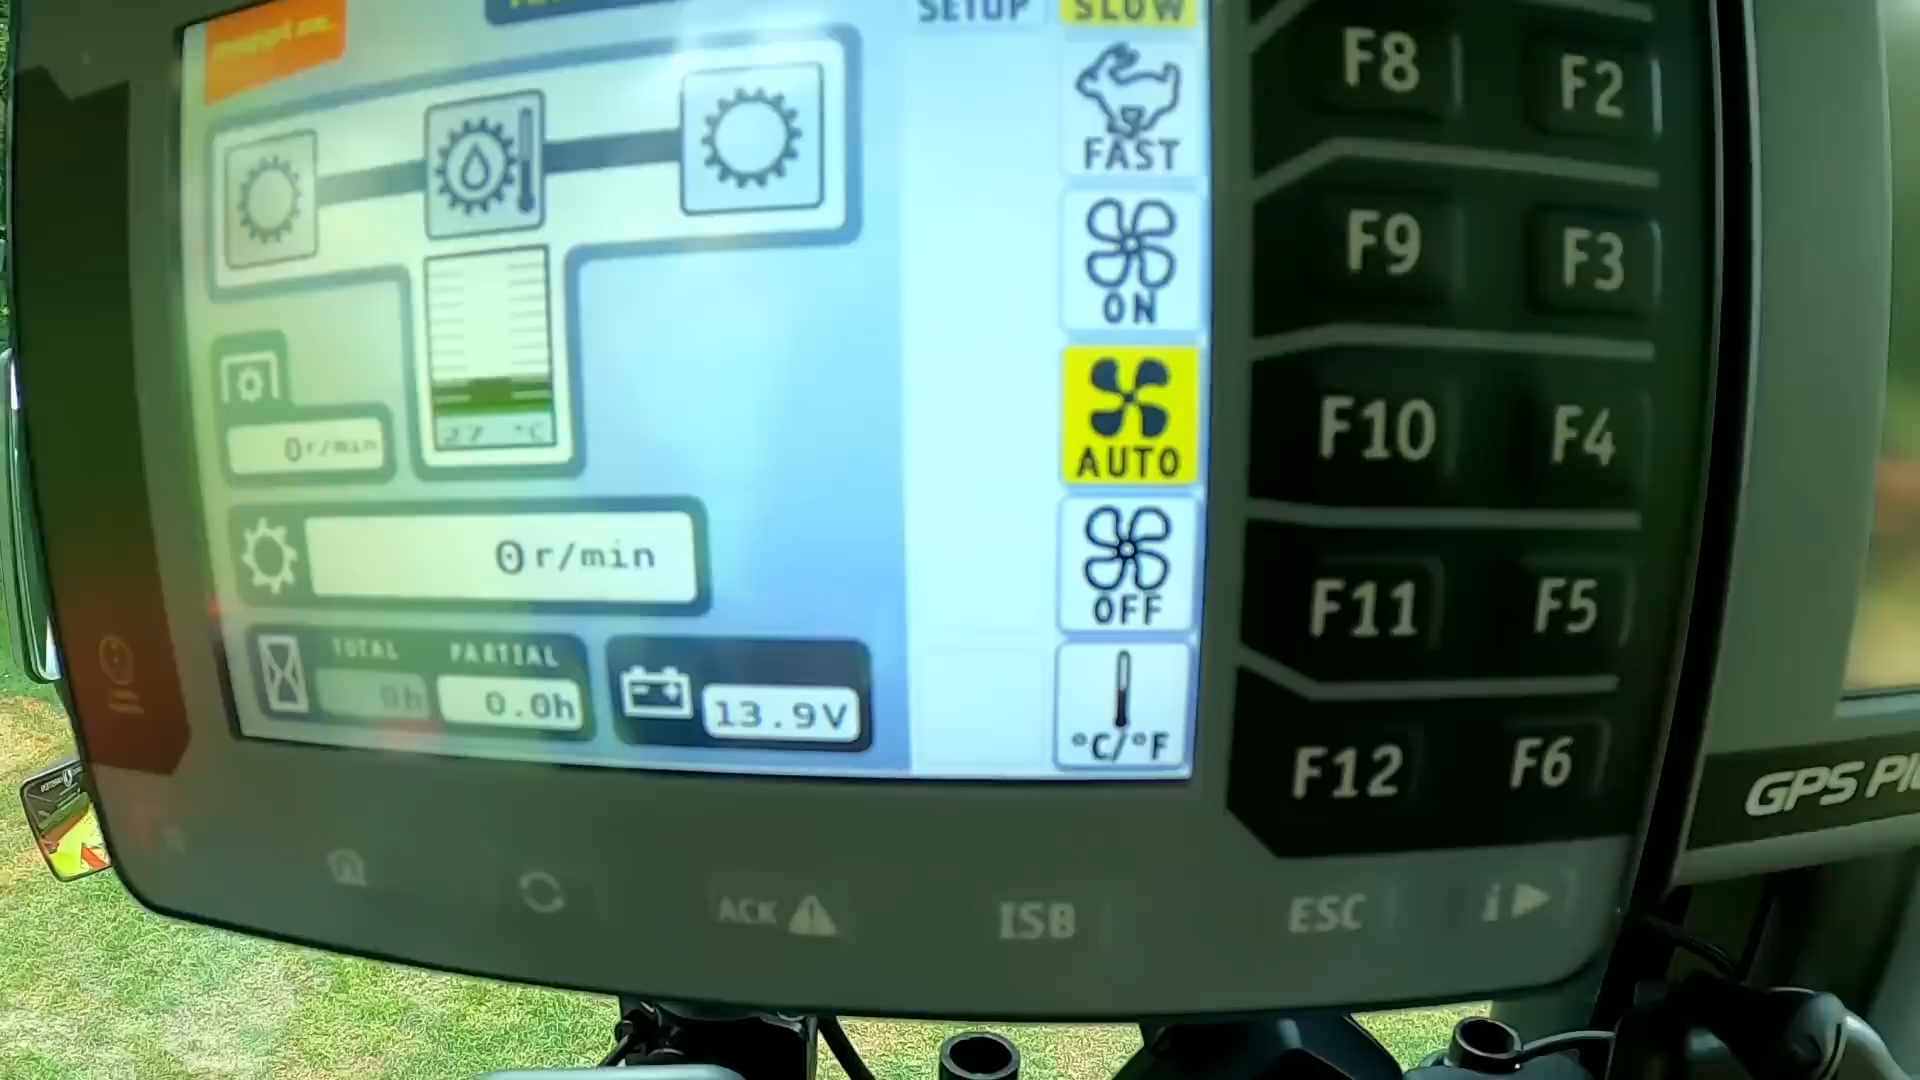 SETUP
SLOW
FAST
ON
AUTO
OFF
°C/°F
27 °C
0 r/min
0 r/min
TOTAL
PARTIAL
0h
0.0h
13.9V
F8
F2
F9
F3
F10
F4
F11
F5
F12
F6
ACK
ISB
ESC
i
GPS